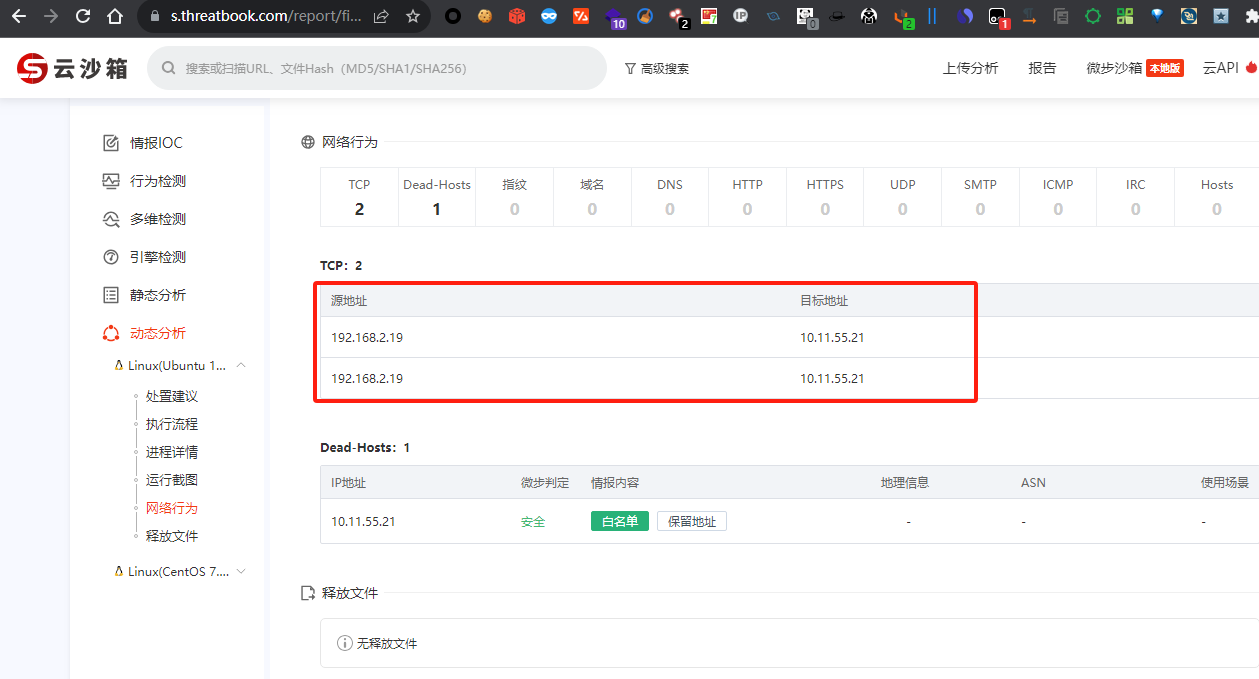 s.threatbook.com/report/fi...
10
2
IP
0
2
1
云沙箱
搜索或扫描URL、文件Hash（MD5/SHA1/SHA256）
高级搜索
上传分析
报告
微步沙箱 本地版
云API
情报IOC
行为检测
多维检测
引擎检测
静态分析
动态分析
Linux(Ubuntu 1...
处置建议
执行流程
进程详情
运行截图
网络行为
释放文件
Linux(CentOS 7....
网络行为
TCP Dead-Hosts 指纹 域名 DNS HTTP HTTPS UDP SMTP ICMP IRC Hosts
2 1 0 0 0 0 0 0 0 0 0 0
TCP：2
源地址 目标地址
192.168.2.19 10.11.55.21
192.168.2.19 10.11.55.21
Dead-Hosts：1
IP地址 微步判定 情报内容 地理信息 ASN 使用场景
10.11.55.21 安全 白名单 保留地址 - - -
释放文件
无释放文件